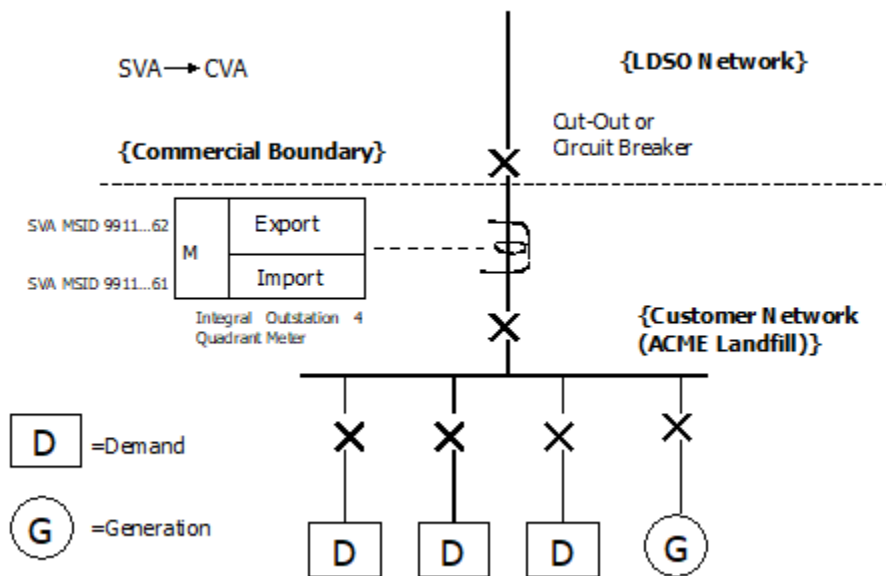 SVA→CVA
{LDSO Network}
Cut-Out or
Circuit Breaker
{Commercial Boundary}
SVA MSID 9911...62
Export
M
SVA MSID 9911...61
Import
Integral Outstation 4
Quadrant Meter
{Customer Network
(ACME Landfill)}
D =Demand
G =Generation
D D D G